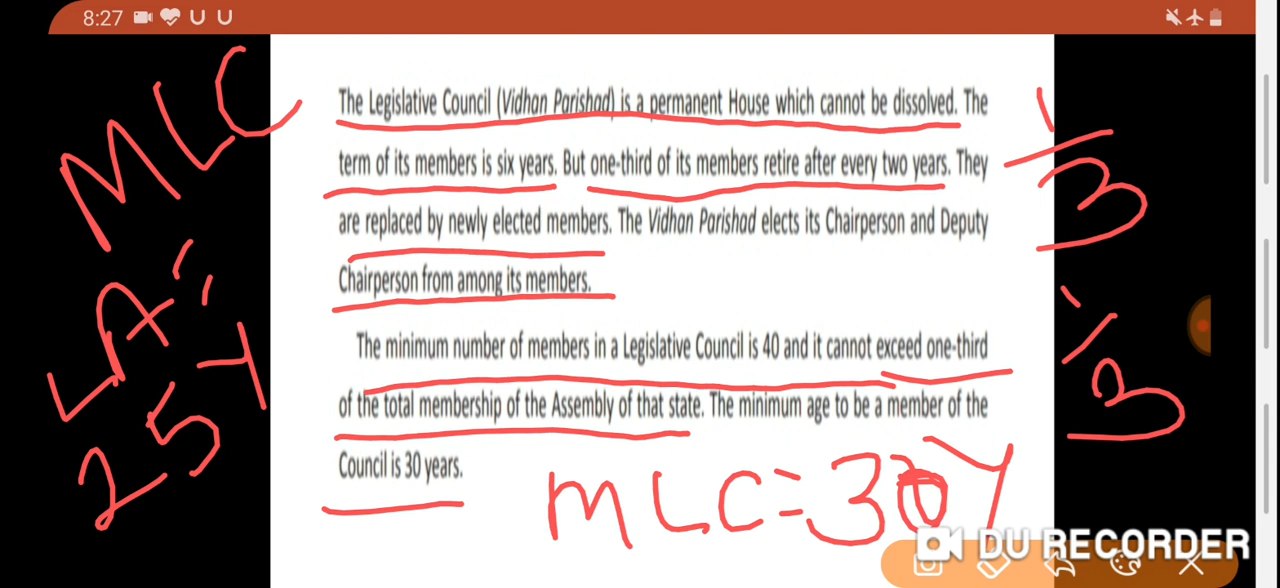 8:27
The Legislative Council (Vidhan Parishad) is a permanent House which cannot be dissolved. The
term of its members is six years. But one-third of its members retire after every two years. They
are replaced by newly elected members. The Vidhan Parishad elects its Chairperson and Deputy
Chairperson from among its members.
The minimum number of members in a Legislative Council is 40 and it cannot exceed one-third
of the total membership of the Assembly of that state. The minimum age to be a member of the
Council is 30 years.
MLC
25Y
1/3
1/3
MLC=30Y
DU RECORDER